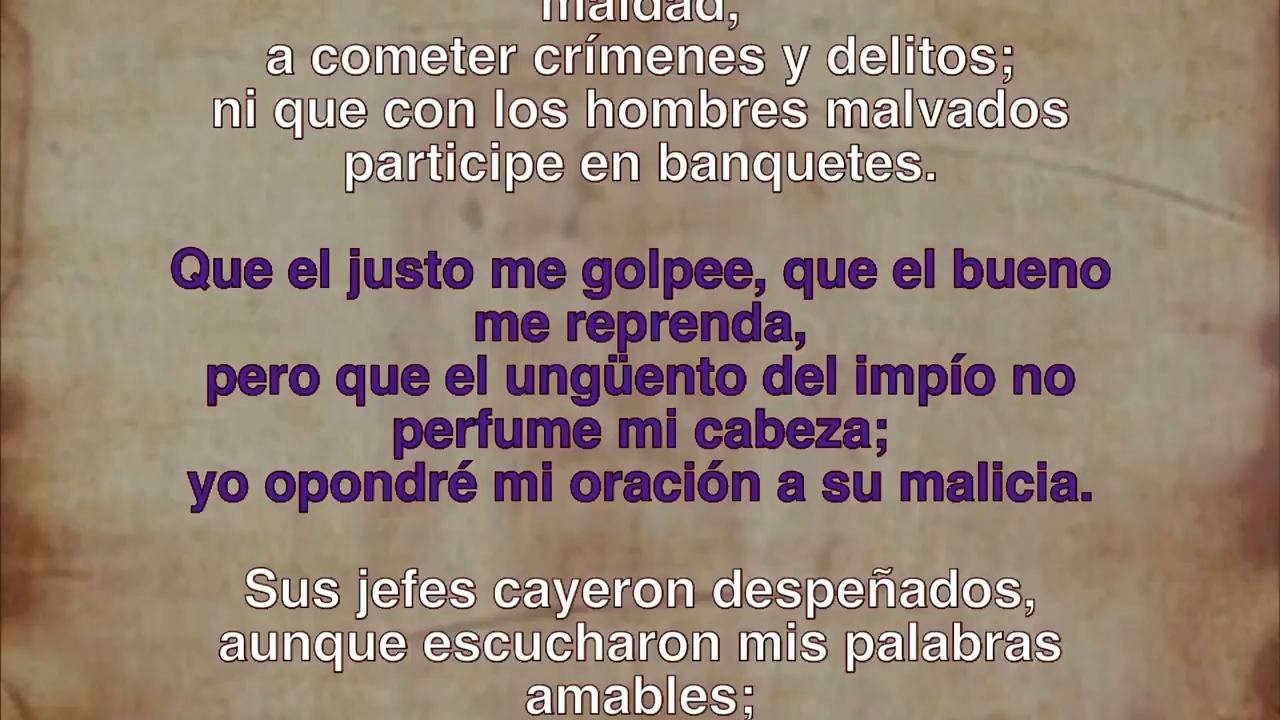 maldad,
a cometer crímenes y delitos;
ni que con los hombres malvados
participe en banquetes.
Que el justo me golpee, que el bueno
me reprenda,
pero que el ungüento del impío no
perfume mi cabeza;
yo opondré mi oración a su malicia.
Sus jefes cayeron despeñados,
aunque escucharon mis palabras
amables;